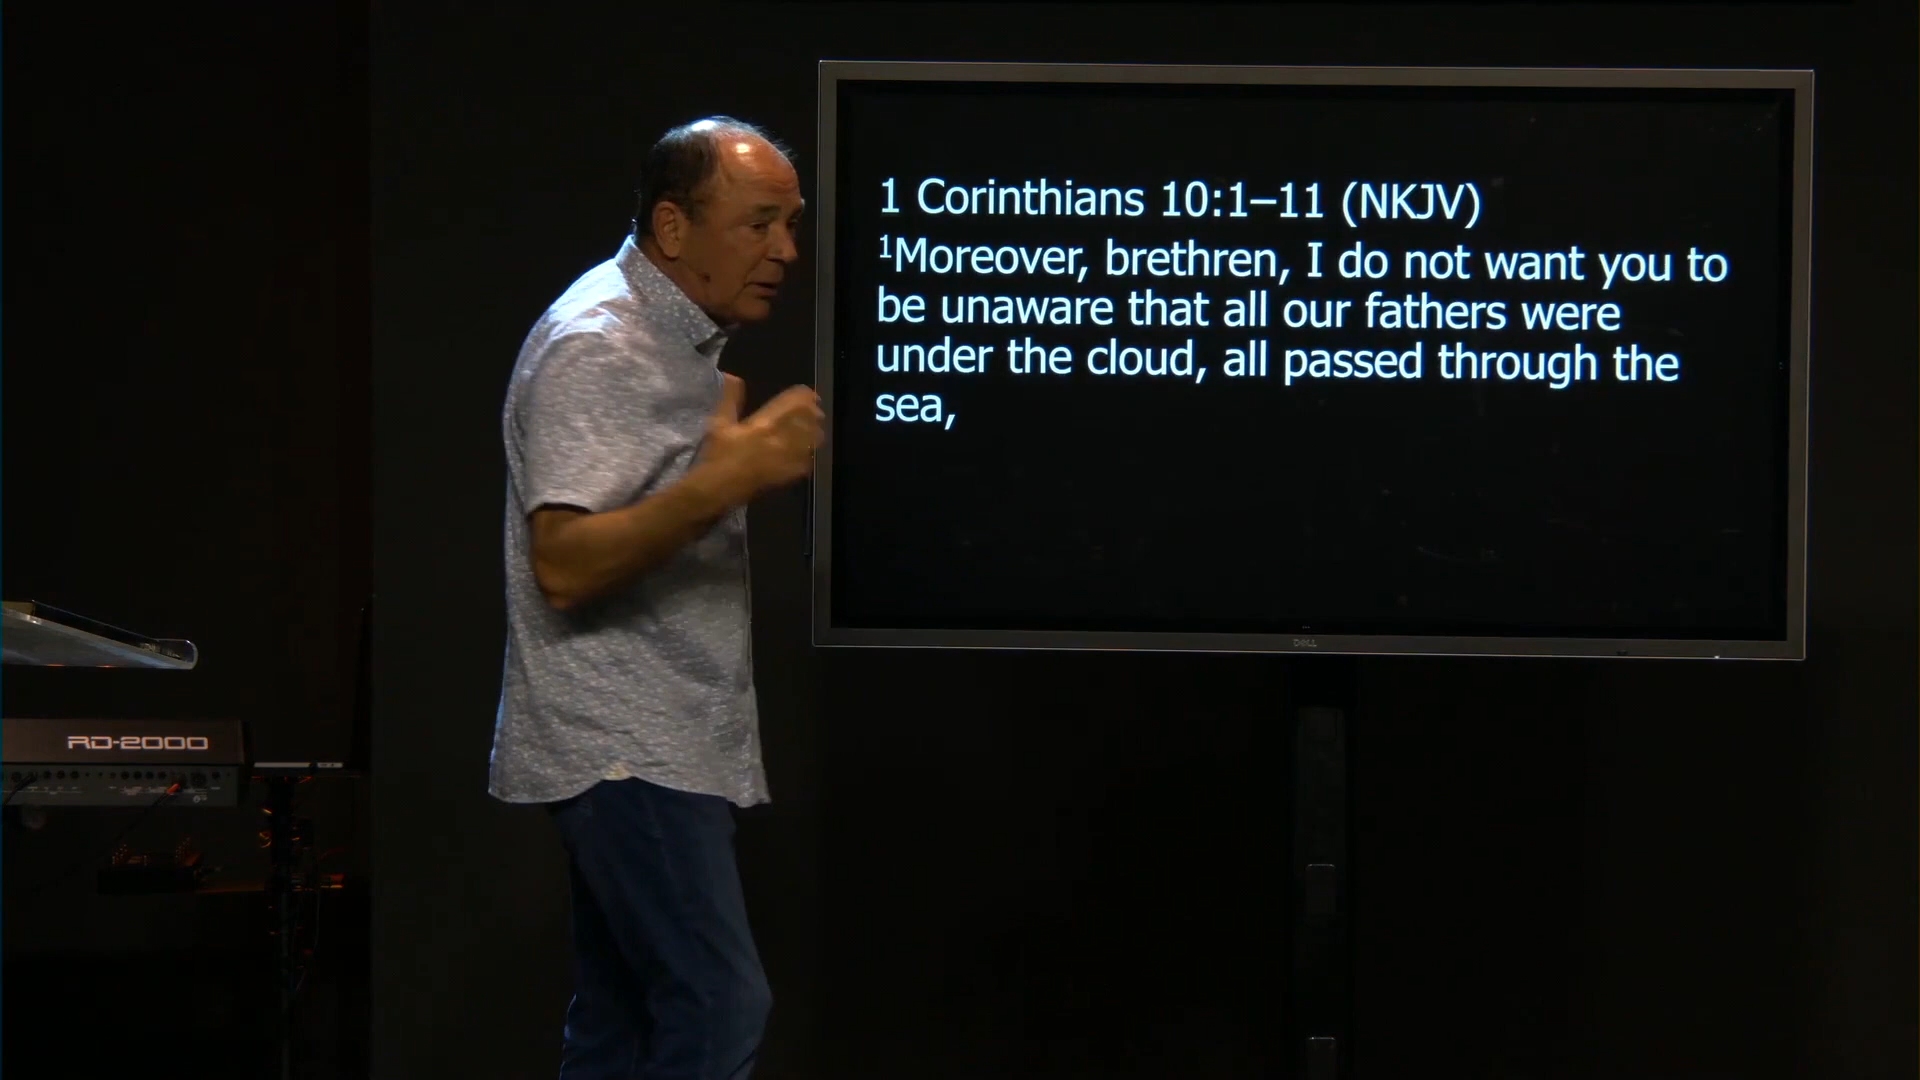 1 Corinthians 10:1–11 (NKJV)
¹Moreover, brethren, I do not want you to
be unaware that all our fathers were
under the cloud, all passed through the
sea,
DELL
RD-2000